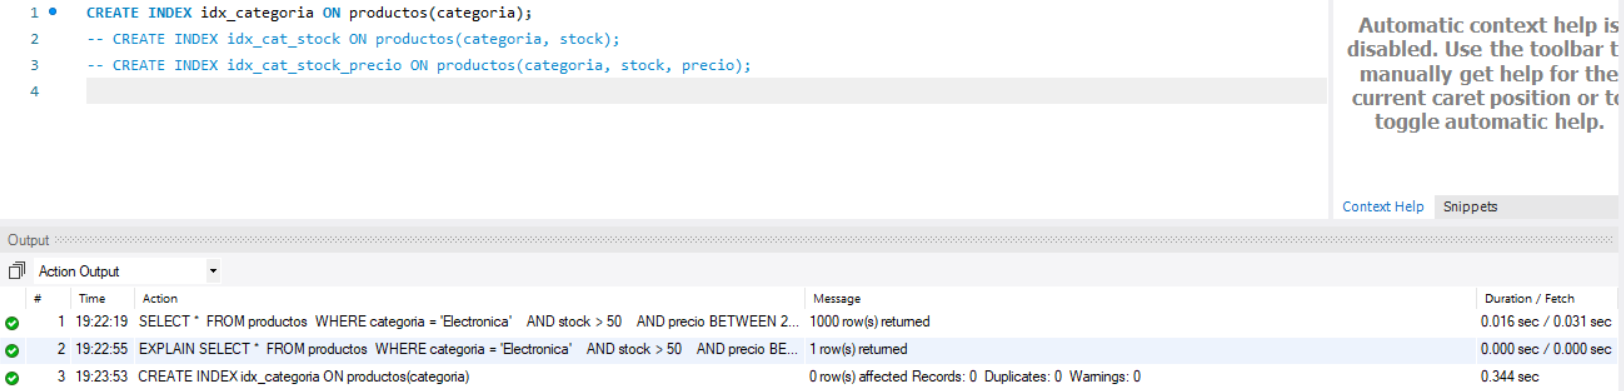 1 CREATE INDEX idx_categoria ON productos(categoria);
2 -- CREATE INDEX idx_cat_stock ON productos(categoria, stock);
3 -- CREATE INDEX idx_cat_stock_precio ON productos(categoria, stock, precio);
4
Automatic context help is
disabled. Use the toolbar t
manually get help for the
current caret position or to
toggle automatic help.
Context Help Snippets
Output
Action Output
# Time Action Message Duration / Fetch
1 19:22:19 SELECT * FROM productos WHERE categoria = 'Electronica' AND stock > 50 AND precio BETWEEN 2... 1000 row(s) returned 0.016 sec / 0.031 sec
2 19:22:55 EXPLAIN SELECT * FROM productos WHERE categoria = 'Electronica' AND stock > 50 AND precio BE... 1 row(s) returned 0.000 sec / 0.000 sec
3 19:23:53 CREATE INDEX idx_categoria ON productos(categoria) 0 row(s) affected Records: 0 Duplicates: 0 Warnings: 0 0.344 sec